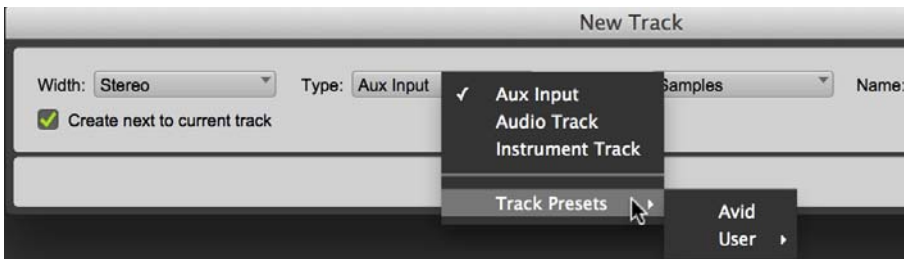 New Track
Width: Stereo Type: Aux Input Samples Name:
✓ Aux Input
Create next to current track
Audio Track
Instrument Track
Track Presets
Avid
User